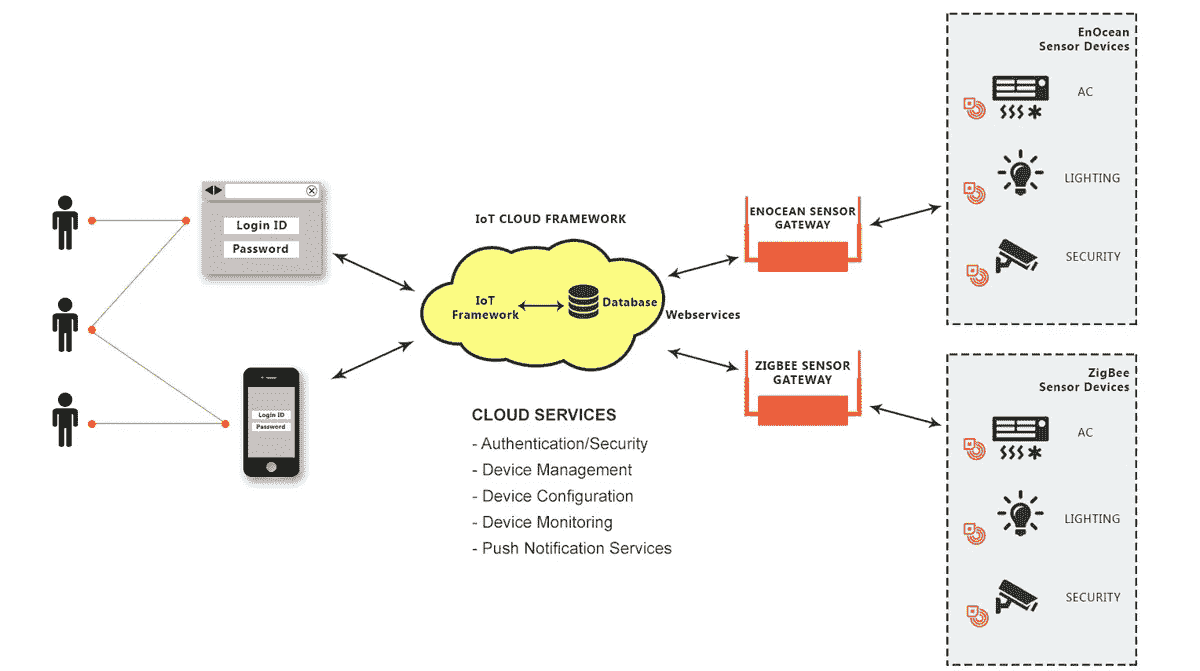 Login ID
Password
Login ID
Password
IoT CLOUD FRAMEWORK
IoT
Framework
Database
Webservices
CLOUD SERVICES
- Authentication/Security
- Device Management
- Device Configuration
- Device Monitoring
- Push Notification Services
ENOCEAN SENSOR
GATEWAY
ZIGBEE SENSOR
GATEWAY
EnOcean
Sensor Devices
AC
LIGHTING
SECURITY
ZigBee
Sensor Devices
AC
LIGHTING
SECURITY